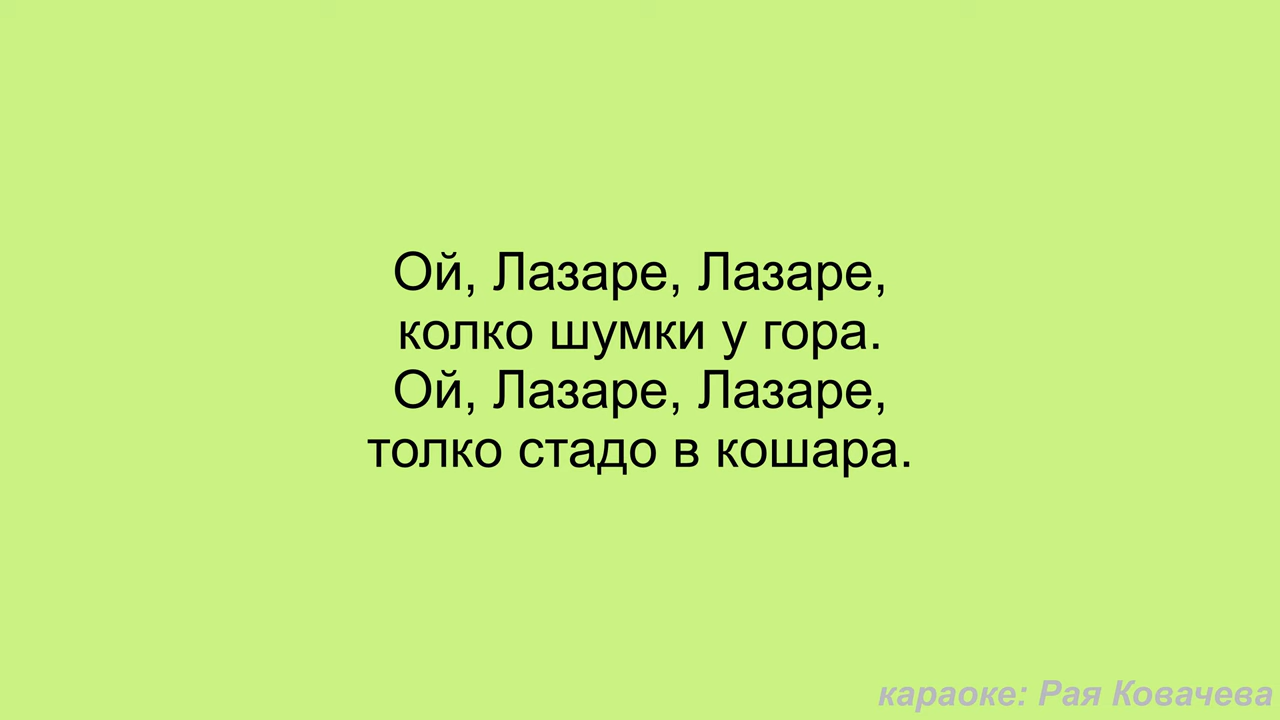 Ой, Лазаре, Лазаре,
колко шумки у гора.
Ой, Лазаре, Лазаре,
толко стадо в кошара.
караоке: Рая Ковачева